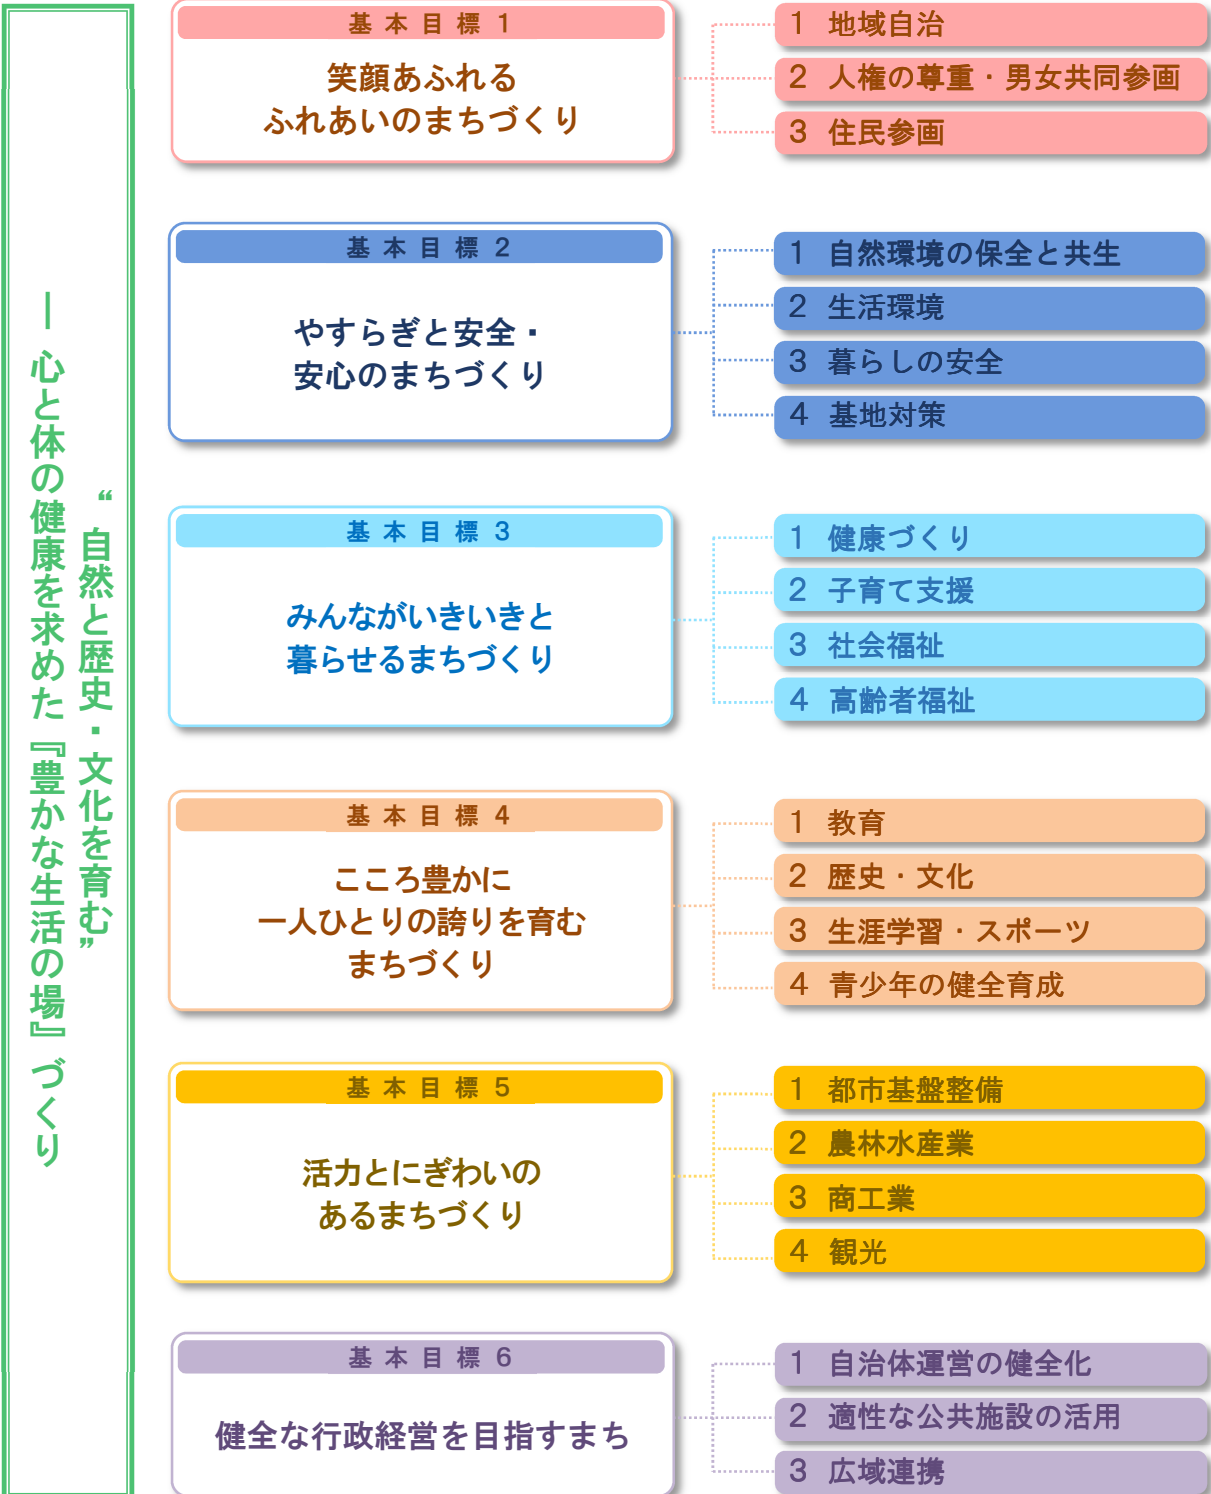 “自然と歴史・文化を育む”
― 心と体の健康を求めた『豊かな生活の場』づくり
基本目標1
笑顔あふれる
ふれあいのまちづくり
1 地域自治
2 人権の尊重・男女共同参画
3 住民参画
基本目標2
やすらぎと安全・
安心のまちづくり
1 自然環境の保全と共生
2 生活環境
3 暮らしの安全
4 基地対策
基本目標3
みんながいきいきと
暮らせるまちづくり
1 健康づくり
2 子育て支援
3 社会福祉
4 高齢者福祉
基本目標4
こころ豊かに
一人ひとりの誇りを育む
まちづくり
1 教育
2 歴史・文化
3 生涯学習・スポーツ
4 青少年の健全育成
基本目標5
活力とにぎわいの
あるまちづくり
1 都市基盤整備
2 農林水産業
3 商工業
4 観光
基本目標6
健全な行政経営を目指すまち
1 自治体運営の健全化
2 適性な公共施設の活用
3 広域連携